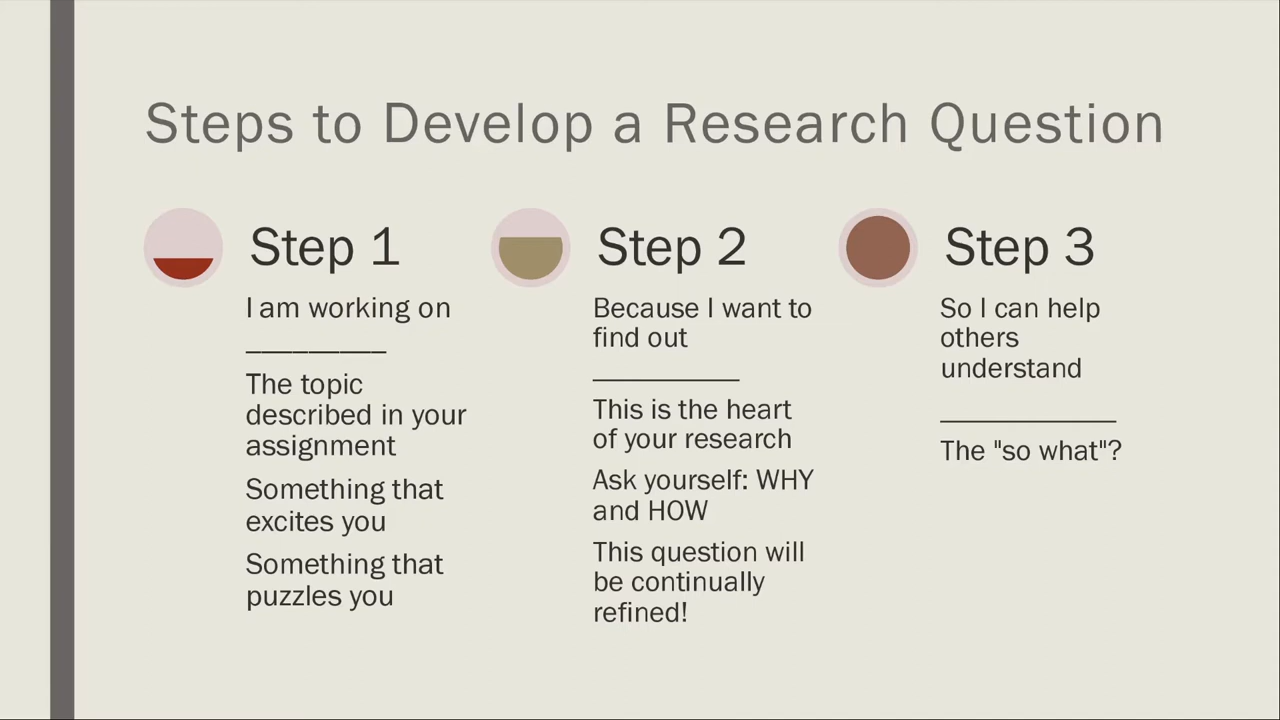 Steps to Develop a Research Question
Step 1
I am working on
_________
The topic
described in your
assignment
Something that
excites you
Something that
puzzles you
Step 2
Because I want to
find out
__________
This is the heart
of your research
Ask yourself: WHY
and HOW
This question will
be continually
refined!
Step 3
So I can help
others
understand
____________
The "so what"?